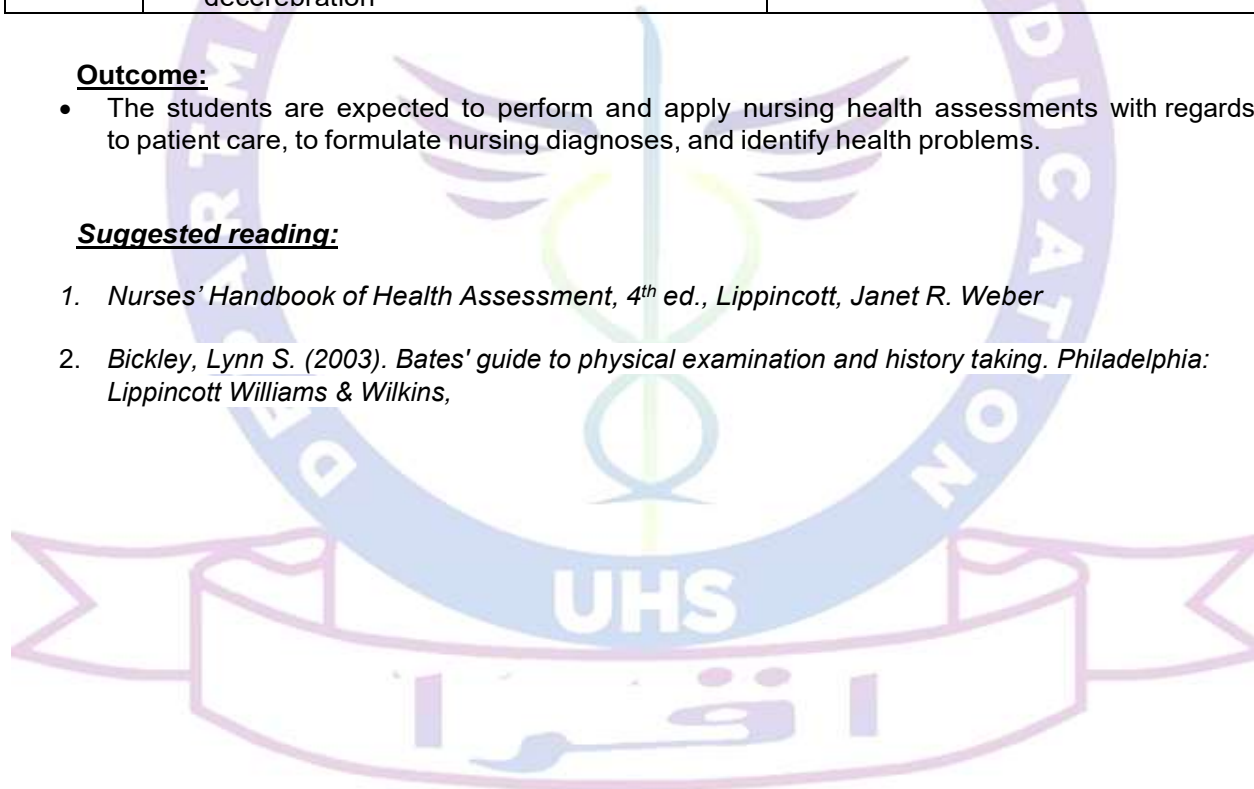 decerebration
Outcome:
• The students are expected to perform and apply nursing health assessments with regards
to patient care, to formulate nursing diagnoses, and identify health problems.
Suggested reading:
1. Nurses’ Handbook of Health Assessment, 4th ed., Lippincott, Janet R. Weber
2. Bickley, Lynn S. (2003). Bates' guide to physical examination and history taking. Philadelphia:
Lippincott Williams & Wilkins,
UHS
اقرا